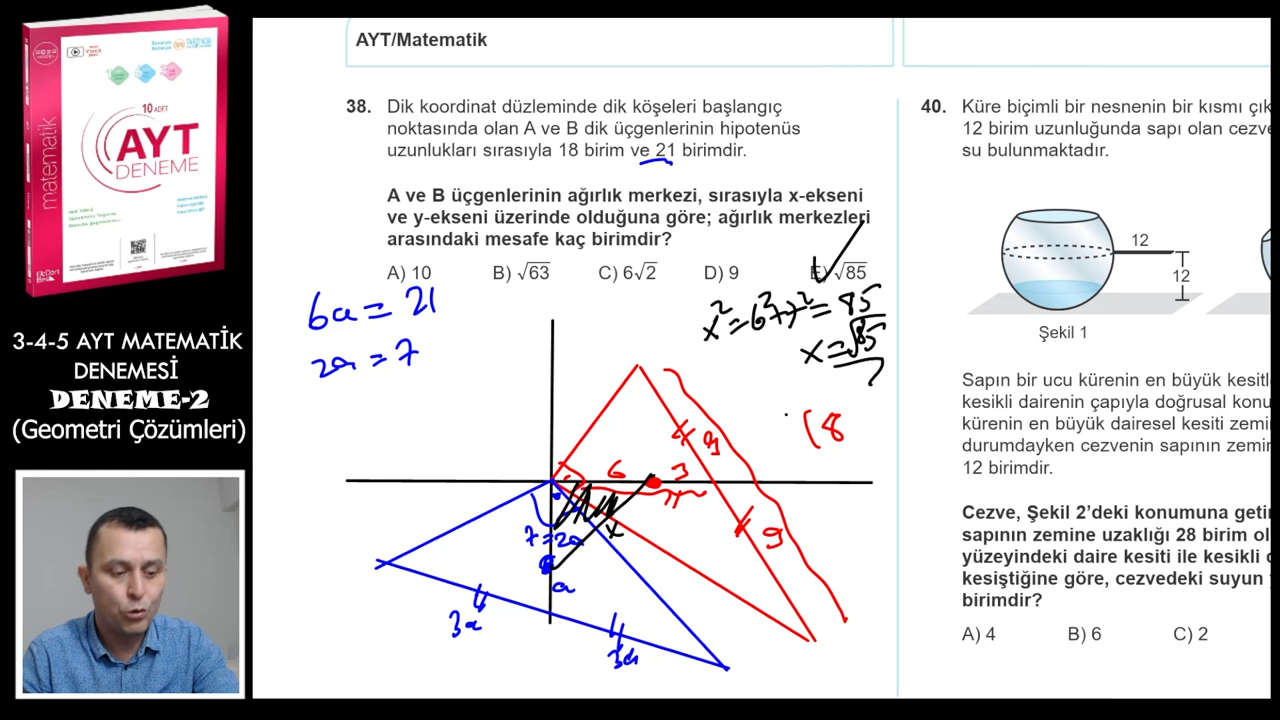 matematik
10 ADET
AYT
DENEME
3-4-5 AYT MATEMATİK
DENEMESİ
DENEME-2
(Geometri Çözümleri)
AYT/Matematik
38. Dik koordinat düzleminde dik köşeleri başlangıç
noktasında olan A ve B dik üçgenlerinin hipotenüs
uzunlukları sırasıyla 18 birim ve 21 birimdir.
A ve B üçgenlerinin ağırlık merkezi, sırasıyla x-ekseni
ve y-ekseni üzerinde olduğuna göre; ağırlık merkezleri
arasındaki mesafe kaç birimdir?
A) 10 B) √63 C) 6√2 D) 9 E) √85
6a = 21
2a = 7
x² = 6² + 7² = 85
x = √85
18
9
6 3
9
x
7 = 2a
a
3a
3a
40. Küre biçimli bir nesnenin bir kısmı çık
12 birim uzunluğunda sapı olan cezve
su bulunmaktadır.
12
12
Şekil 1
Sapın bir ucu kürenin en büyük kesitl
kesikli dairenin çapıyla doğrusal konu
kürenin en büyük dairesel kesiti zemi
durumdayken cezvenin sapının zemin
12 birimdir.
Cezve, Şekil 2’deki konumuna getir
sapının zemine uzaklığı 28 birim ol
yüzeyindeki daire kesiti ile kesikli d
kesiştiğine göre, cezvedeki suyun y
birimdir?
A) 4 B) 6 C) 2